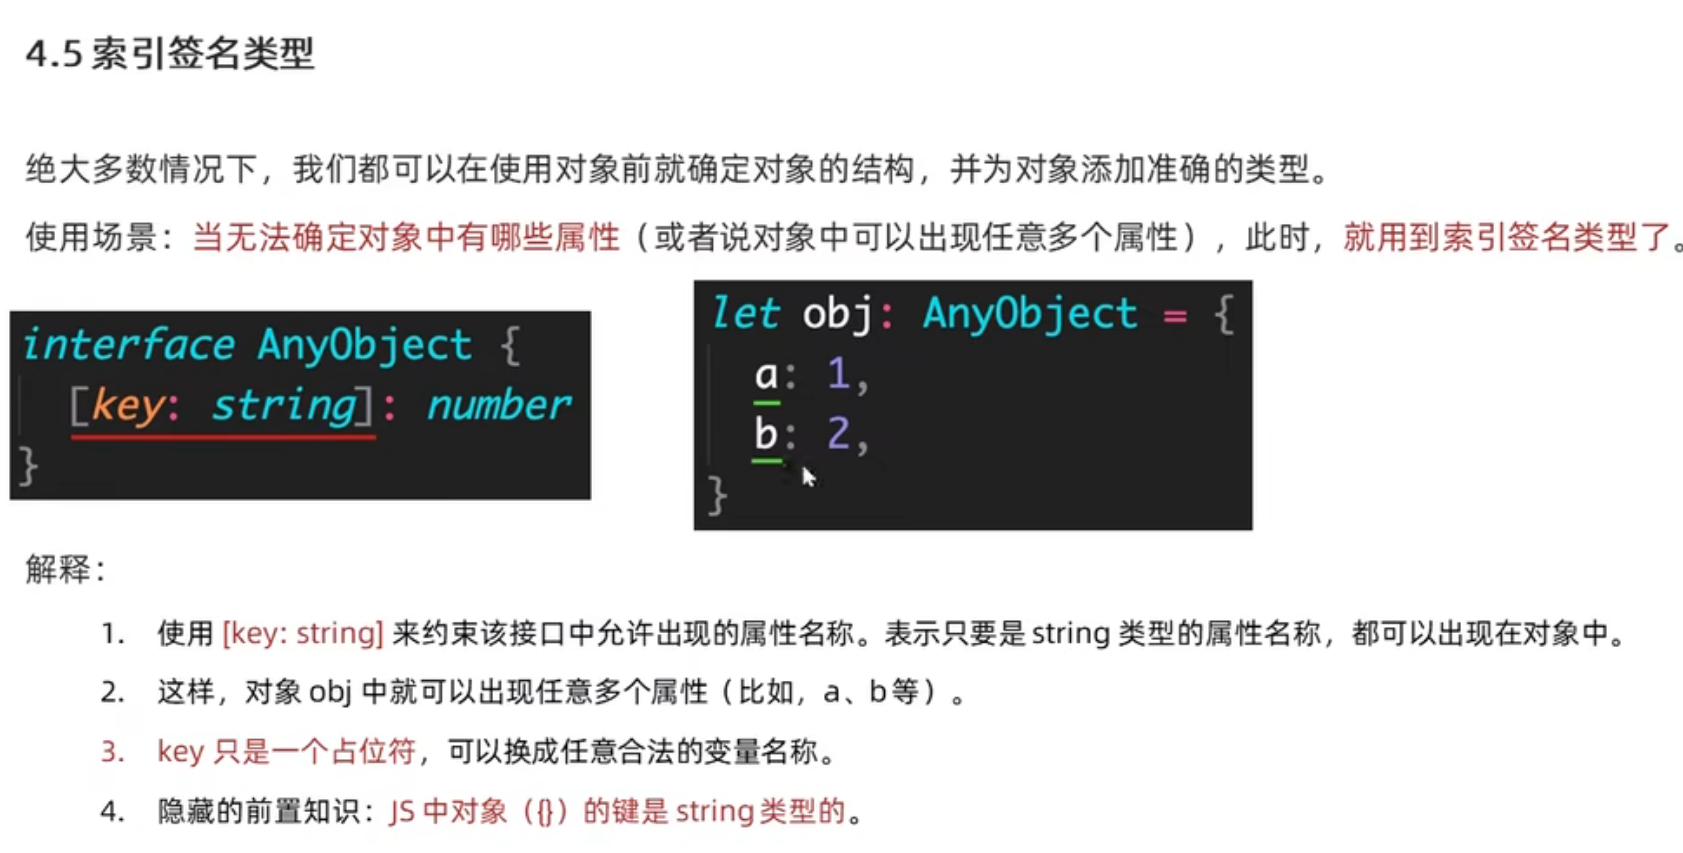 4.5 索引签名类型
绝大多数情况下，我们都可以在使用对象前就确定对象的结构，并为对象添加准确的类型。
使用场景：当无法确定对象中有哪些属性（或者说对象中可以出现任意多个属性），此时，就用到索引签名类型了。
interface AnyObject {
[key: string]: number
}
let obj: AnyObject = {
a: 1,
b: 2,
}
解释：
1. 使用 [key: string] 来约束该接口中允许出现的属性名称。表示只要是 string 类型的属性名称，都可以出现在对象中。
2. 这样，对象 obj 中就可以出现任意多个属性（比如，a、b 等）。
3. key 只是一个占位符，可以换成任意合法的变量名称。
4. 隐藏的前置知识：JS 中对象（{}）的键是 string 类型的。